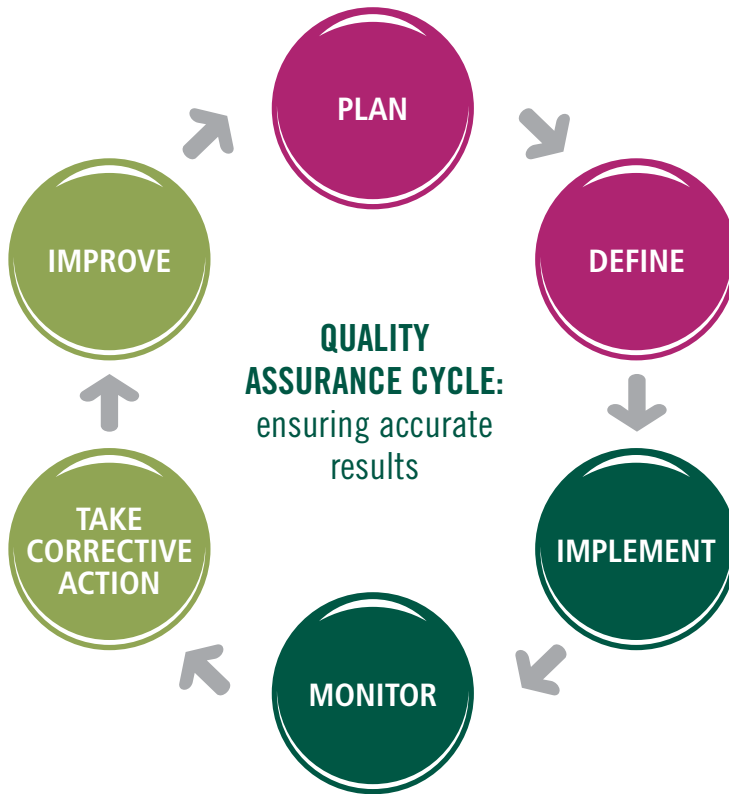 PLAN
DEFINE
IMPLEMENT
MONITOR
TAKE
CORRECTIVE
ACTION
IMPROVE
QUALITY
ASSURANCE CYCLE:
ensuring accurate
results